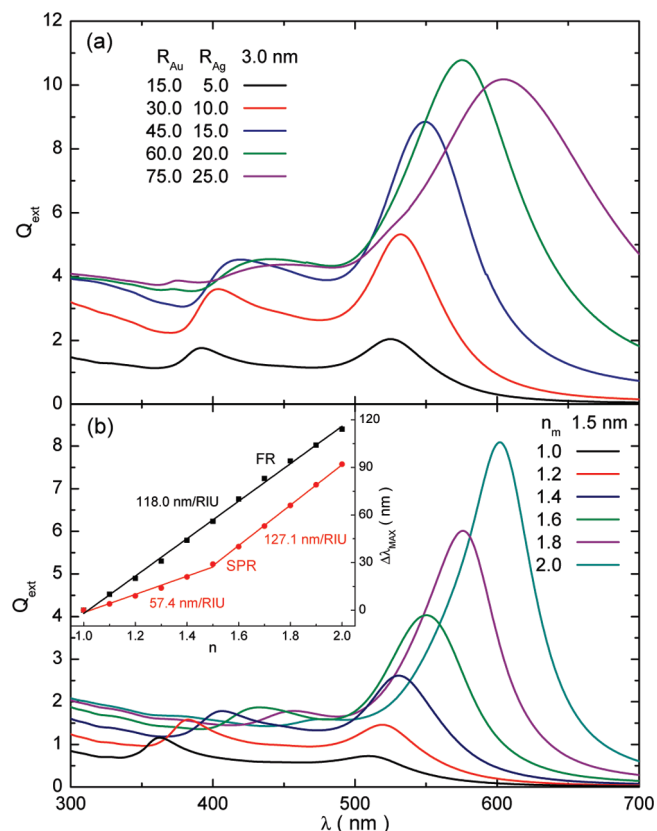 12
10
8
6
4
2
0
Q_ext
(a)
R_Au R_Ag 3.0 nm
15.0 5.0
30.0 10.0
45.0 15.0
60.0 20.0
75.0 25.0
8
7
6
5
4
3
2
1
0
Q_ext
(b)
n_m 1.5 nm
1.0
1.2
1.4
1.6
1.8
2.0
FR
118.0 nm/RIU
127.1 nm/RIU
SPR
57.4 nm/RIU
120
90
60
30
0
Δλ_MAX (nm)
1.0 1.2 1.4 1.6 1.8 2.0
n
300 400 500 600 700
λ ( nm )